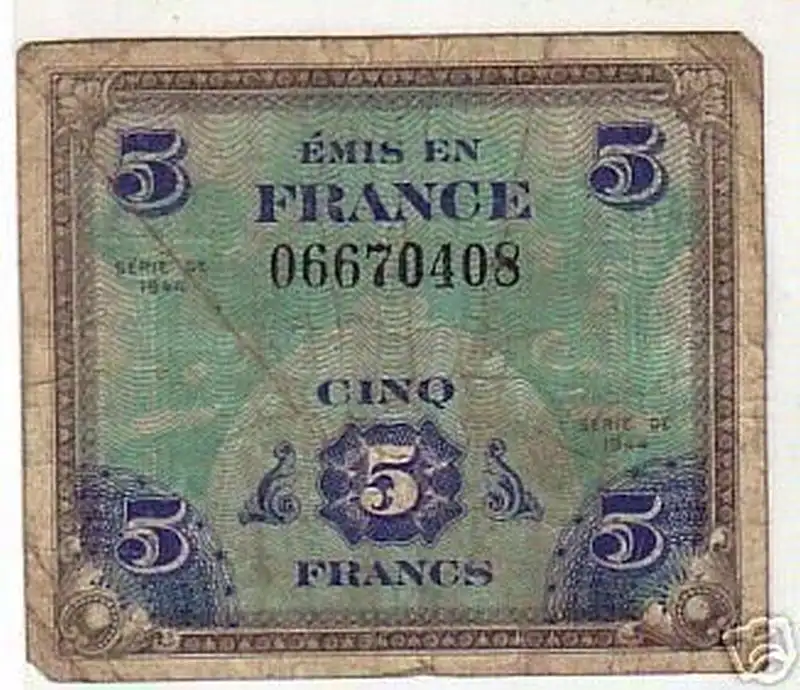 5 ÉMIS EN 5
FRANCE
06670408
SÉRIE DE
1944
CINQ
SÉRIE DE
1944
5
5 5
FRANCS